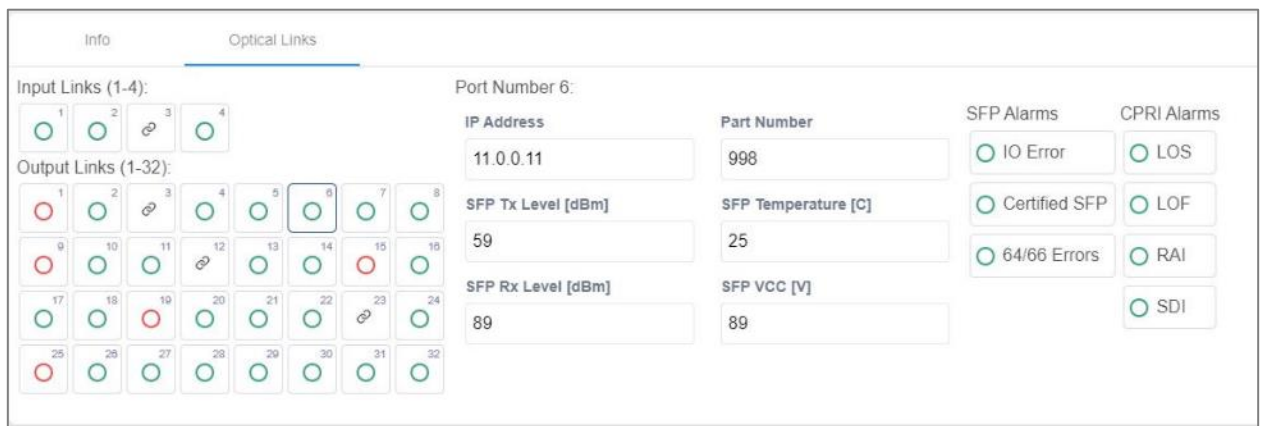 Info Optical Links
Input Links (1-4):
1 2 3 4
Output Links (1-32):
1 2 3 4 5 6 7 8
9 10 11 12 13 14 15 16
17 18 19 20 21 22 23 24
25 26 27 28 29 30 31 32
Port Number 6:
IP Address Part Number
11.0.0.11 998
SFP Tx Level [dBm] SFP Temperature [C]
59 25
SFP Rx Level [dBm] SFP VCC [V]
89 89
SFP Alarms CPRI Alarms
IO Error LOS
Certified SFP LOF
64/66 Errors RAI
SDI